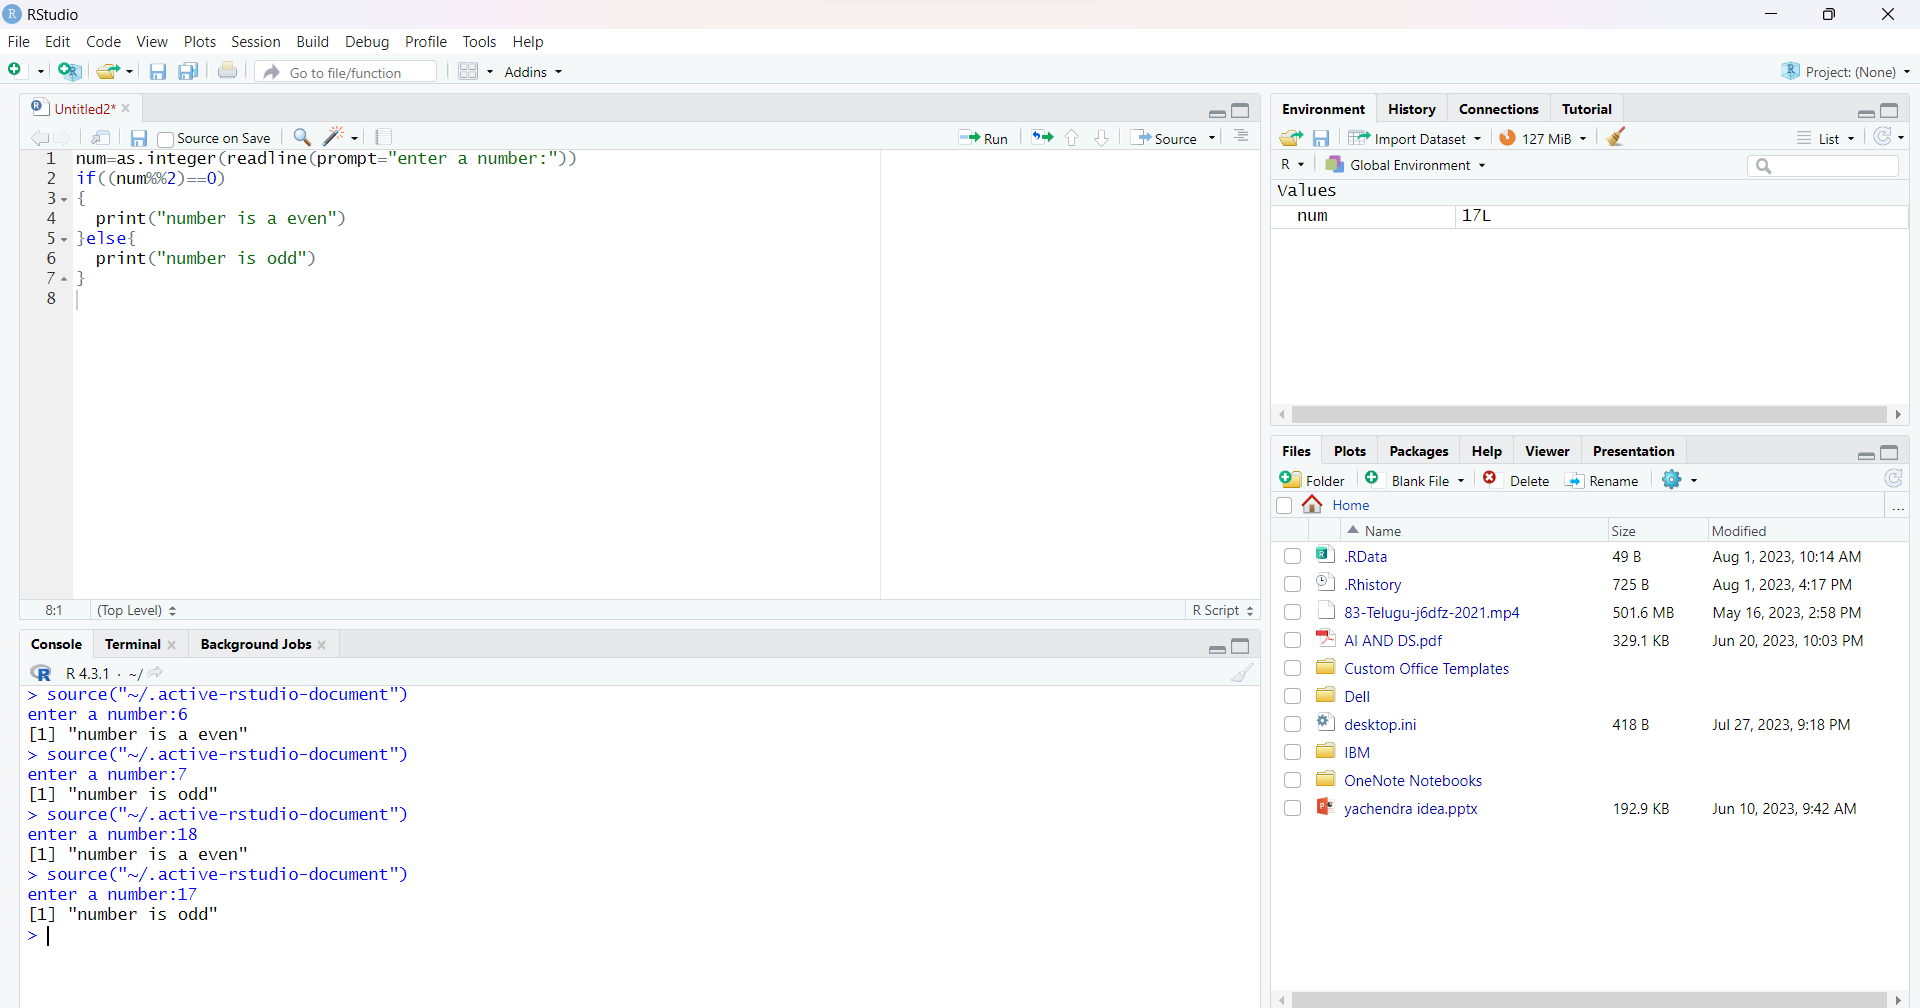 RStudio
File Edit Code View Plots Session Build Debug Profile Tools Help
Go to file/function Addins Project: (None)
Untitled2*
Source on Save Run Source
1 num=as.integer(readline(prompt="enter a number:"))
2 if((num%%2)==0)
3 {
4 print("number is a even")
5 }else{
6 print("number is odd")
7 }
8
8:1 (Top Level) R Script
Console Terminal Background Jobs
R 4.3.1 · ~/
> source("~/.active-rstudio-document")
enter a number:6
[1] "number is a even"
> source("~/.active-rstudio-document")
enter a number:7
[1] "number is odd"
> source("~/.active-rstudio-document")
enter a number:18
[1] "number is a even"
> source("~/.active-rstudio-document")
enter a number:17
[1] "number is odd"
>
Environment History Connections Tutorial
Import Dataset 127 MiB List
R Global Environment
Values
num 17L
Files Plots Packages Help Viewer Presentation
Folder Blank File Delete Rename
Home ...
Name Size Modified
.RData 49 B Aug 1, 2023, 10:14 AM
.Rhistory 725 B Aug 1, 2023, 4:17 PM
83-Telugu-j6dfz-2021.mp4 501.6 MB May 16, 2023, 2:58 PM
AI AND DS.pdf 329.1 KB Jun 20, 2023, 10:03 PM
Custom Office Templates
Dell
desktop.ini 418 B Jul 27, 2023, 9:18 PM
IBM
OneNote Notebooks
yachendra idea.pptx 192.9 KB Jun 10, 2023, 9:42 AM